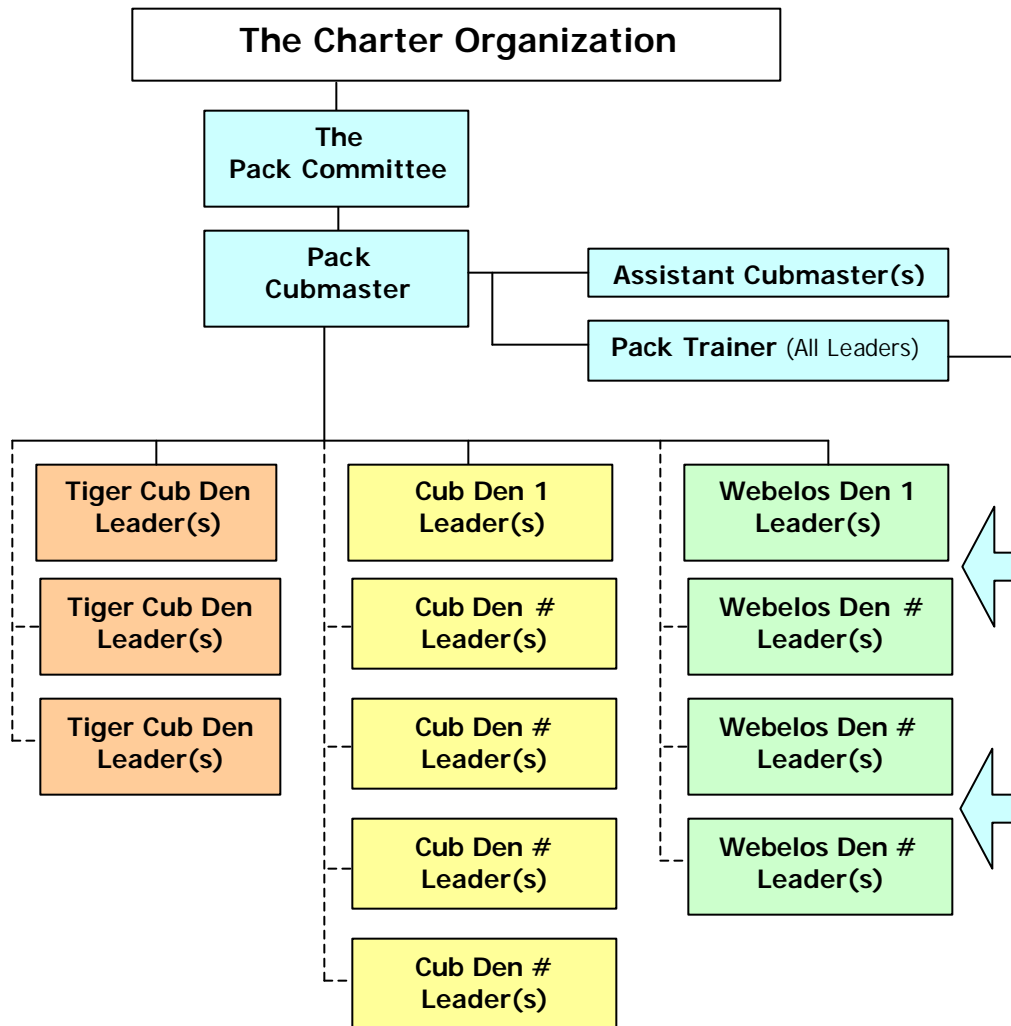 The Charter Organization
The
Pack Committee
Pack
Cubmaster
Assistant Cubmaster(s)
Pack Trainer (All Leaders)
Tiger Cub Den
Leader(s)
Cub Den 1
Leader(s)
Webelos Den 1
Leader(s)
Tiger Cub Den
Leader(s)
Cub Den #
Leader(s)
Webelos Den #
Leader(s)
Tiger Cub Den
Leader(s)
Cub Den #
Leader(s)
Webelos Den #
Leader(s)
Cub Den #
Leader(s)
Webelos Den #
Leader(s)
Cub Den #
Leader(s)